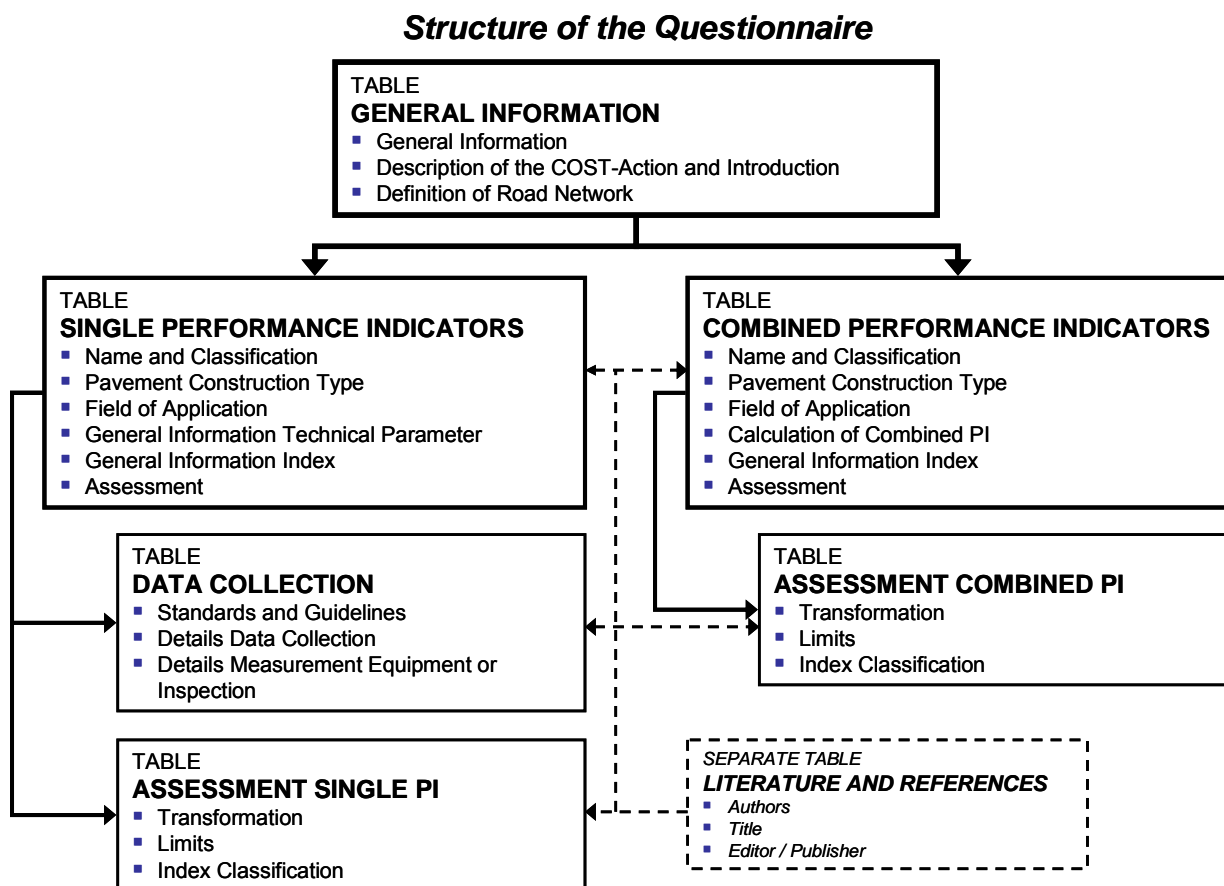 Structure of the Questionnaire
TABLE
GENERAL INFORMATION
General Information
Description of the COST-Action and Introduction
Definition of Road Network
TABLE
SINGLE PERFORMANCE INDICATORS
Name and Classification
Pavement Construction Type
Field of Application
General Information Technical Parameter
General Information Index
Assessment
TABLE
COMBINED PERFORMANCE INDICATORS
Name and Classification
Pavement Construction Type
Field of Application
Calculation of Combined PI
General Information Index
Assessment
TABLE
DATA COLLECTION
Standards and Guidelines
Details Data Collection
Details Measurement Equipment or
Inspection
TABLE
ASSESSMENT COMBINED PI
Transformation
Limits
Index Classification
TABLE
ASSESSMENT SINGLE PI
Transformation
Limits
Index Classification
SEPARATE TABLE
LITERATURE AND REFERENCES
Authors
Title
Editor / Publisher